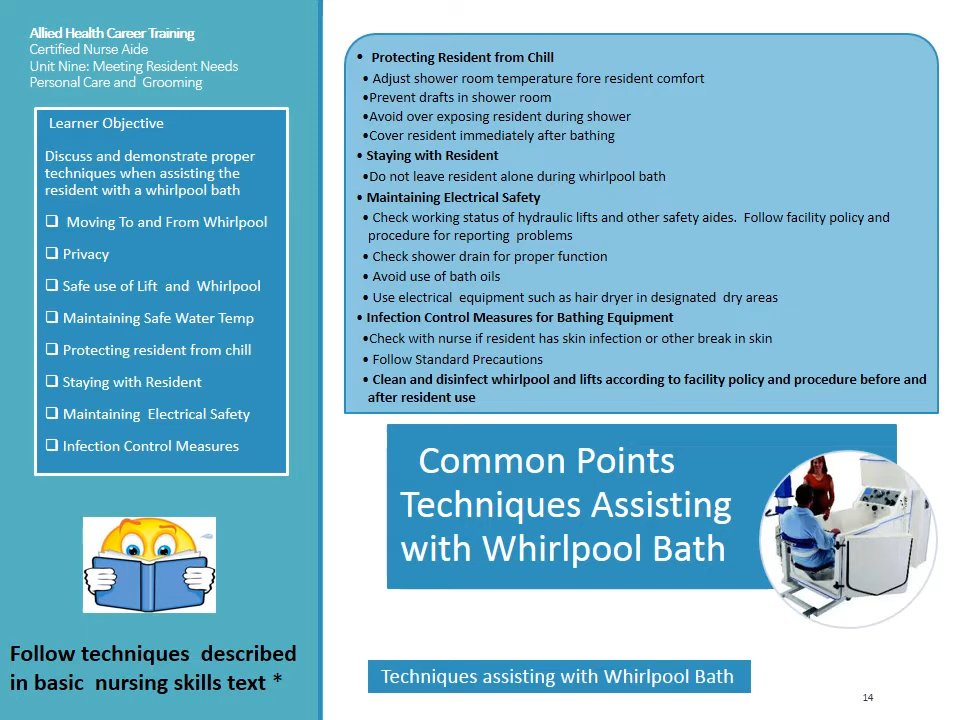 Allied Health Career Training
Certified Nurse Aide
Unit Nine: Meeting Resident Needs
Personal Care and Grooming
Learner Objective
Discuss and demonstrate proper
techniques when assisting the
resident with a whirlpool bath
❑ Moving To and From Whirlpool
❑ Privacy
❑ Safe use of Lift and Whirlpool
❑ Maintaining Safe Water Temp
❑ Protecting resident from chill
❑ Staying with Resident
❑ Maintaining Electrical Safety
❑ Infection Control Measures
Follow techniques described
in basic nursing skills text *
• Protecting Resident from Chill
• Adjust shower room temperature fore resident comfort
•Prevent drafts in shower room
•Avoid over exposing resident during shower
•Cover resident immediately after bathing
• Staying with Resident
•Do not leave resident alone during whirlpool bath
• Maintaining Electrical Safety
• Check working status of hydraulic lifts and other safety aides. Follow facility policy and
procedure for reporting problems
• Check shower drain for proper function
• Avoid use of bath oils
• Use electrical equipment such as hair dryer in designated dry areas
• Infection Control Measures for Bathing Equipment
•Check with nurse if resident has skin infection or other break in skin
• Follow Standard Precautions
• Clean and disinfect whirlpool and lifts according to facility policy and procedure before and
after resident use
Common Points
Techniques Assisting
with Whirlpool Bath
Techniques assisting with Whirlpool Bath
14